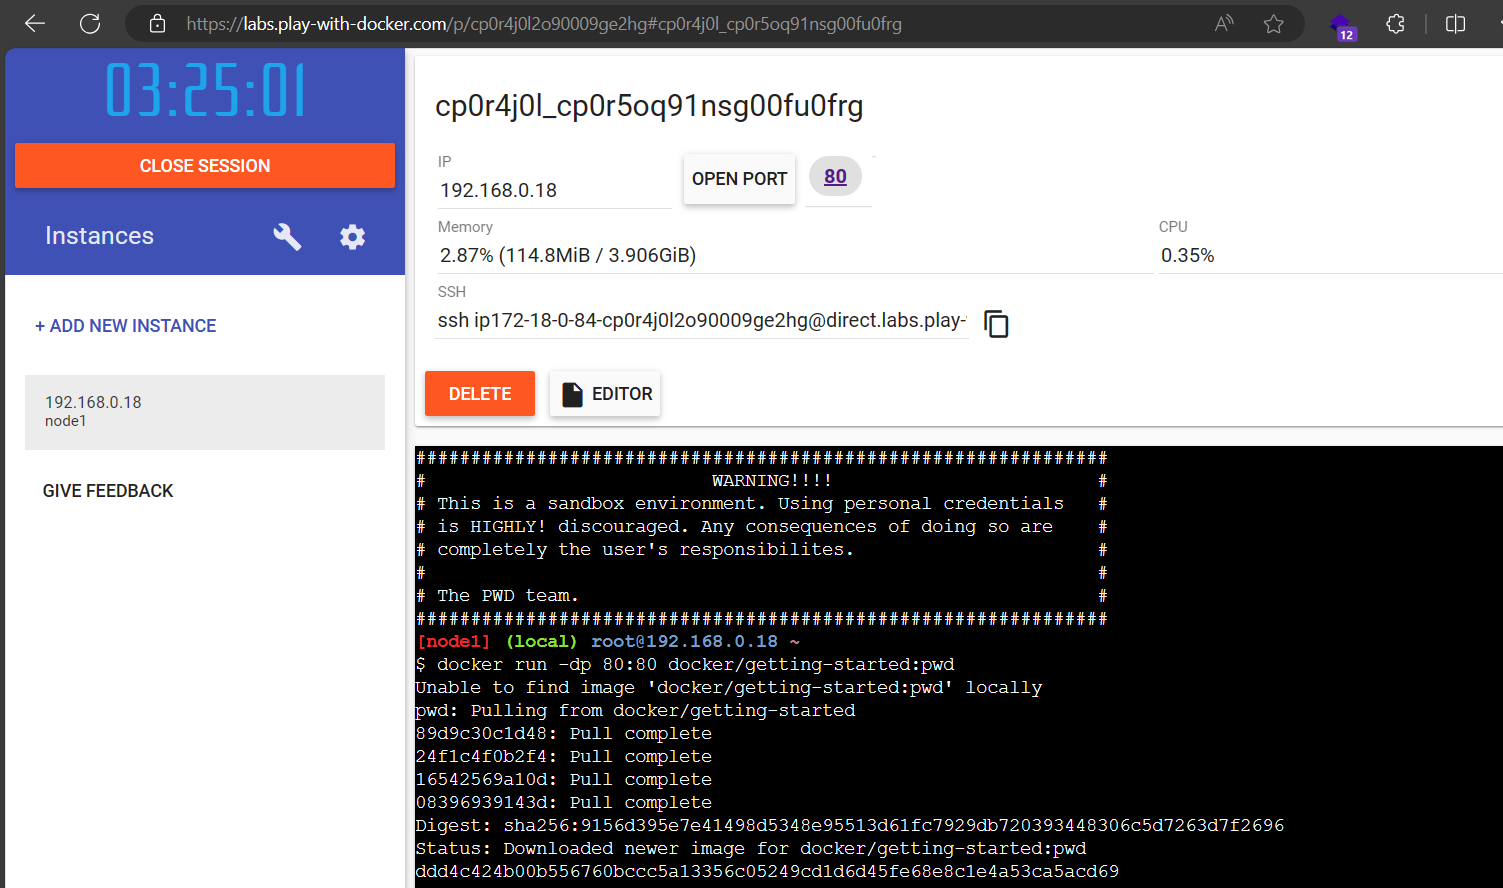 https://labs.play-with-docker.com/p/cp0r4j0l2o90009ge2hg#cp0r4j0l_cp0r5oq91nsg00fu0frg
12
03:25:01
CLOSE SESSION
Instances
+ ADD NEW INSTANCE
192.168.0.18
node1
GIVE FEEDBACK
cp0r4j0l_cp0r5oq91nsg00fu0frg
IP
192.168.0.18
OPEN PORT
80
Memory
2.87% (114.8MiB / 3.906GiB)
CPU
0.35%
SSH
ssh ip172-18-0-84-cp0r4j0l2o90009ge2hg@direct.labs.play-
DELETE
EDITOR
###############################################################
# WARNING!!!! #
# This is a sandbox environment. Using personal credentials #
# is HIGHLY! discouraged. Any consequences of doing so are #
# completely the user's responsibilites. #
# #
# The PWD team. #
###############################################################
[node1] (local) root@192.168.0.18 ~
$ docker run -dp 80:80 docker/getting-started:pwd
Unable to find image 'docker/getting-started:pwd' locally
pwd: Pulling from docker/getting-started
89d9c30c1d48: Pull complete
24f1c4f0b2f4: Pull complete
16542569a10d: Pull complete
08396939143d: Pull complete
Digest: sha256:9156d395e7e41498d5348e95513d61fc7929db720393448306c5d7263d7f2696
Status: Downloaded newer image for docker/getting-started:pwd
ddd4c424b00b556760bccc5a13356c05249cd1d6d45fe68e8c1e4a53ca5acd69